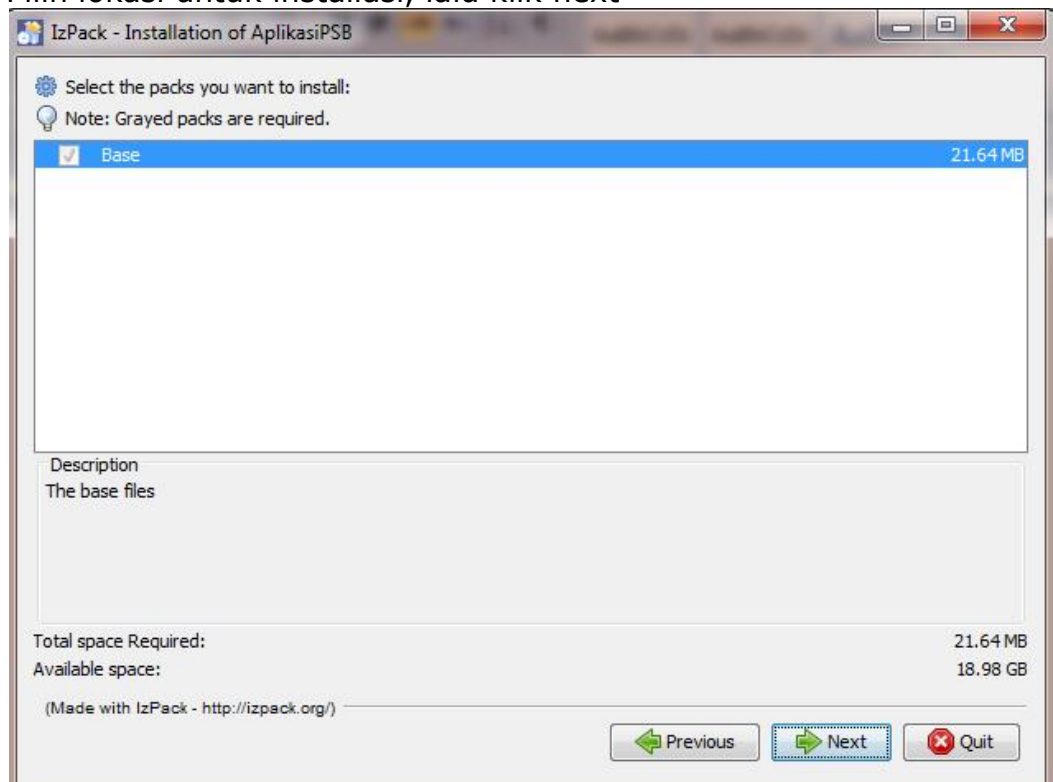 Pilih lokasi untuk installasi, lalu klik next
IzPack - Installation of AplikasiPSB
Select the packs you want to install:
Note: Grayed packs are required.
Base 21.64 MB
Description
The base files
Total space Required: 21.64 MB
Available space: 18.98 GB
(Made with IzPack - http://izpack.org/)
Previous Next Quit